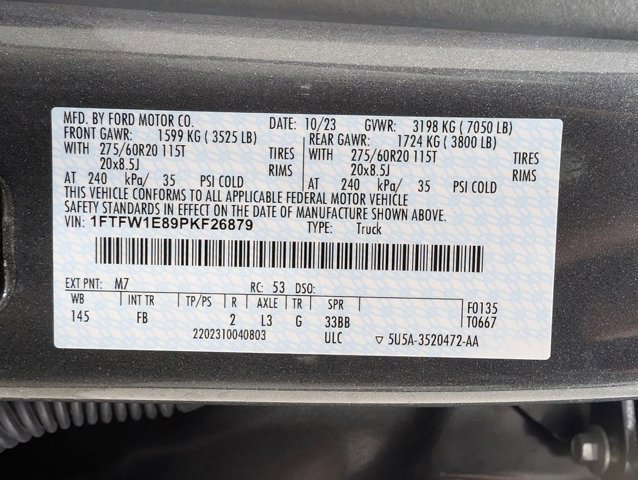 MFD. BY FORD MOTOR CO. DATE: 10/23 GVWR: 3198 KG ( 7050 LB)
FRONT GAWR: 1599 KG ( 3525 LB) REAR GAWR: 1724 KG ( 3800 LB)
WITH 275/60R20 115T TIRES WITH 275/60R20 115T TIRES
20x8.5J RIMS 20x8.5J RIMS
AT 240 kPa/ 35 PSI COLD AT 240 kPa/ 35 PSI COLD
THIS VEHICLE CONFORMS TO ALL APPLICABLE FEDERAL MOTOR VEHICLE
SAFETY STANDARDS IN EFFECT ON THE DATE OF MANUFACTURE SHOWN ABOVE.
VIN: 1FTFW1E89PKF26879 TYPE: Truck
EXT PNT: M7 RC: 53 DSO:
WB INT TR TP/PS R AXLE TR SPR F0135
145 FB 2 L3 G 33BB T0667
2202310040803 ULC ▽ 5U5A-3520472-AA